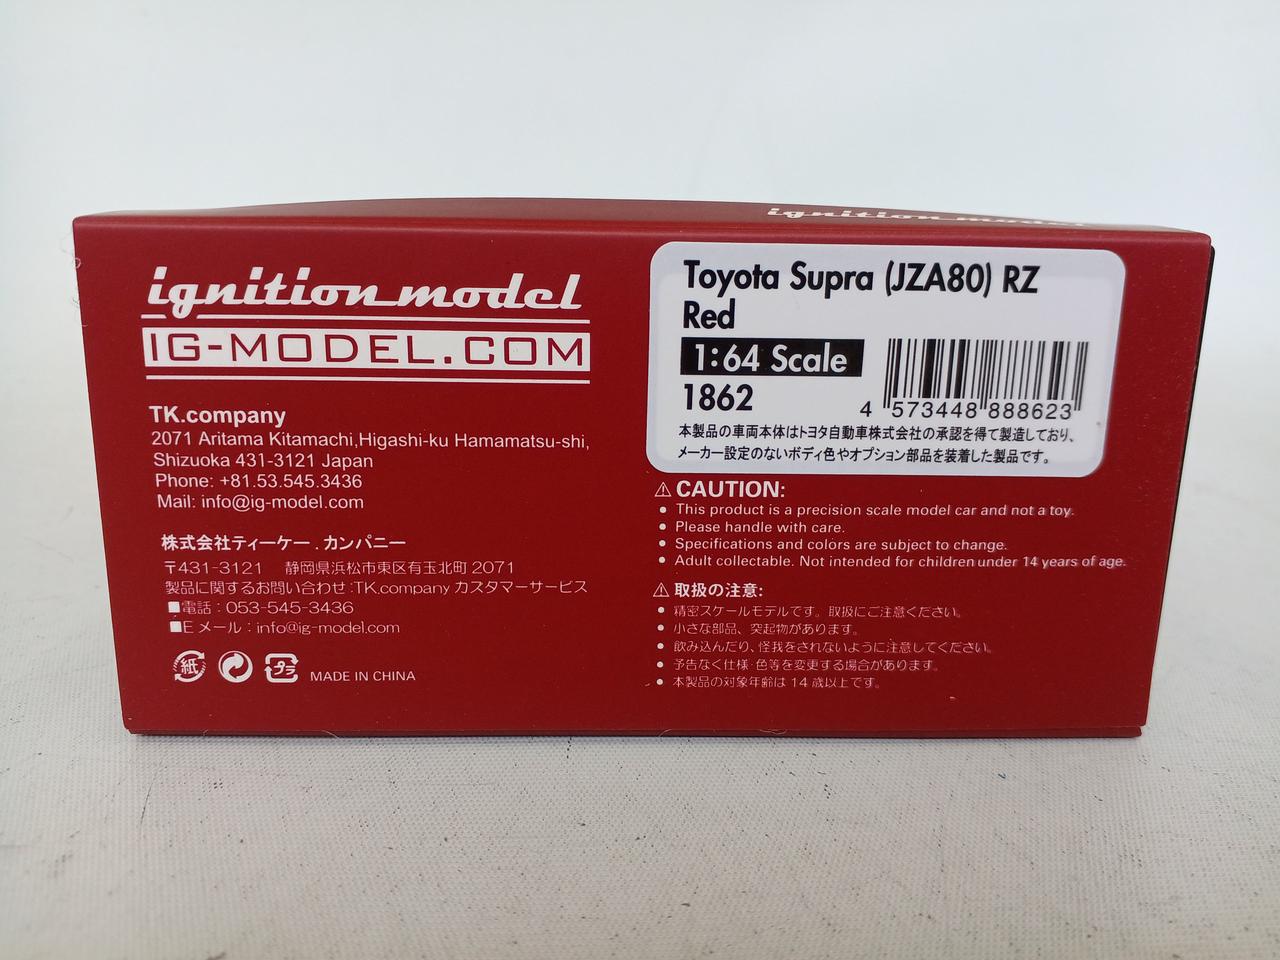 ignition model
ignition model
IG-MODEL.COM
TK.company
2071 Aritama Kitamachi,Higashi-ku Hamamatsu-shi,
Shizuoka 431-3121 Japan
Phone: +81.53.545.3436
Mail: info@ig-model.com
株式会社ティーケー.カンパニー
〒431-3121 静岡県浜松市東区有玉北町 2071
製品に関するお問い合わせ:TK.company カスタマーサービス
■電話:053-545-3436
■E メール:info@ig-model.com
紙
プラ
MADE IN CHINA
Toyota Supra (JZA80) RZ
Red
1:64 Scale
1862
4 573448 888623
本製品の車両本体はトヨタ自動車株式会社の承認を得て製造しており、
メーカー設定のないボディ色やオプション部品を装着した製品です。
⚠ CAUTION:
• This product is a precision scale model car and not a toy.
• Please handle with care.
• Specifications and colors are subject to change.
• Adult collectable. Not intended for children under 14 years of age.
⚠ 取扱の注意:
• 精密スケールモデルです。取扱にご注意ください。
• 小さな部品、突起物があります。
• 飲み込んだり、怪我をされないように注意してください。
• 予告なく仕様・色等を変更する場合があります。
• 本製品の対象年齢は 14 歳以上です。